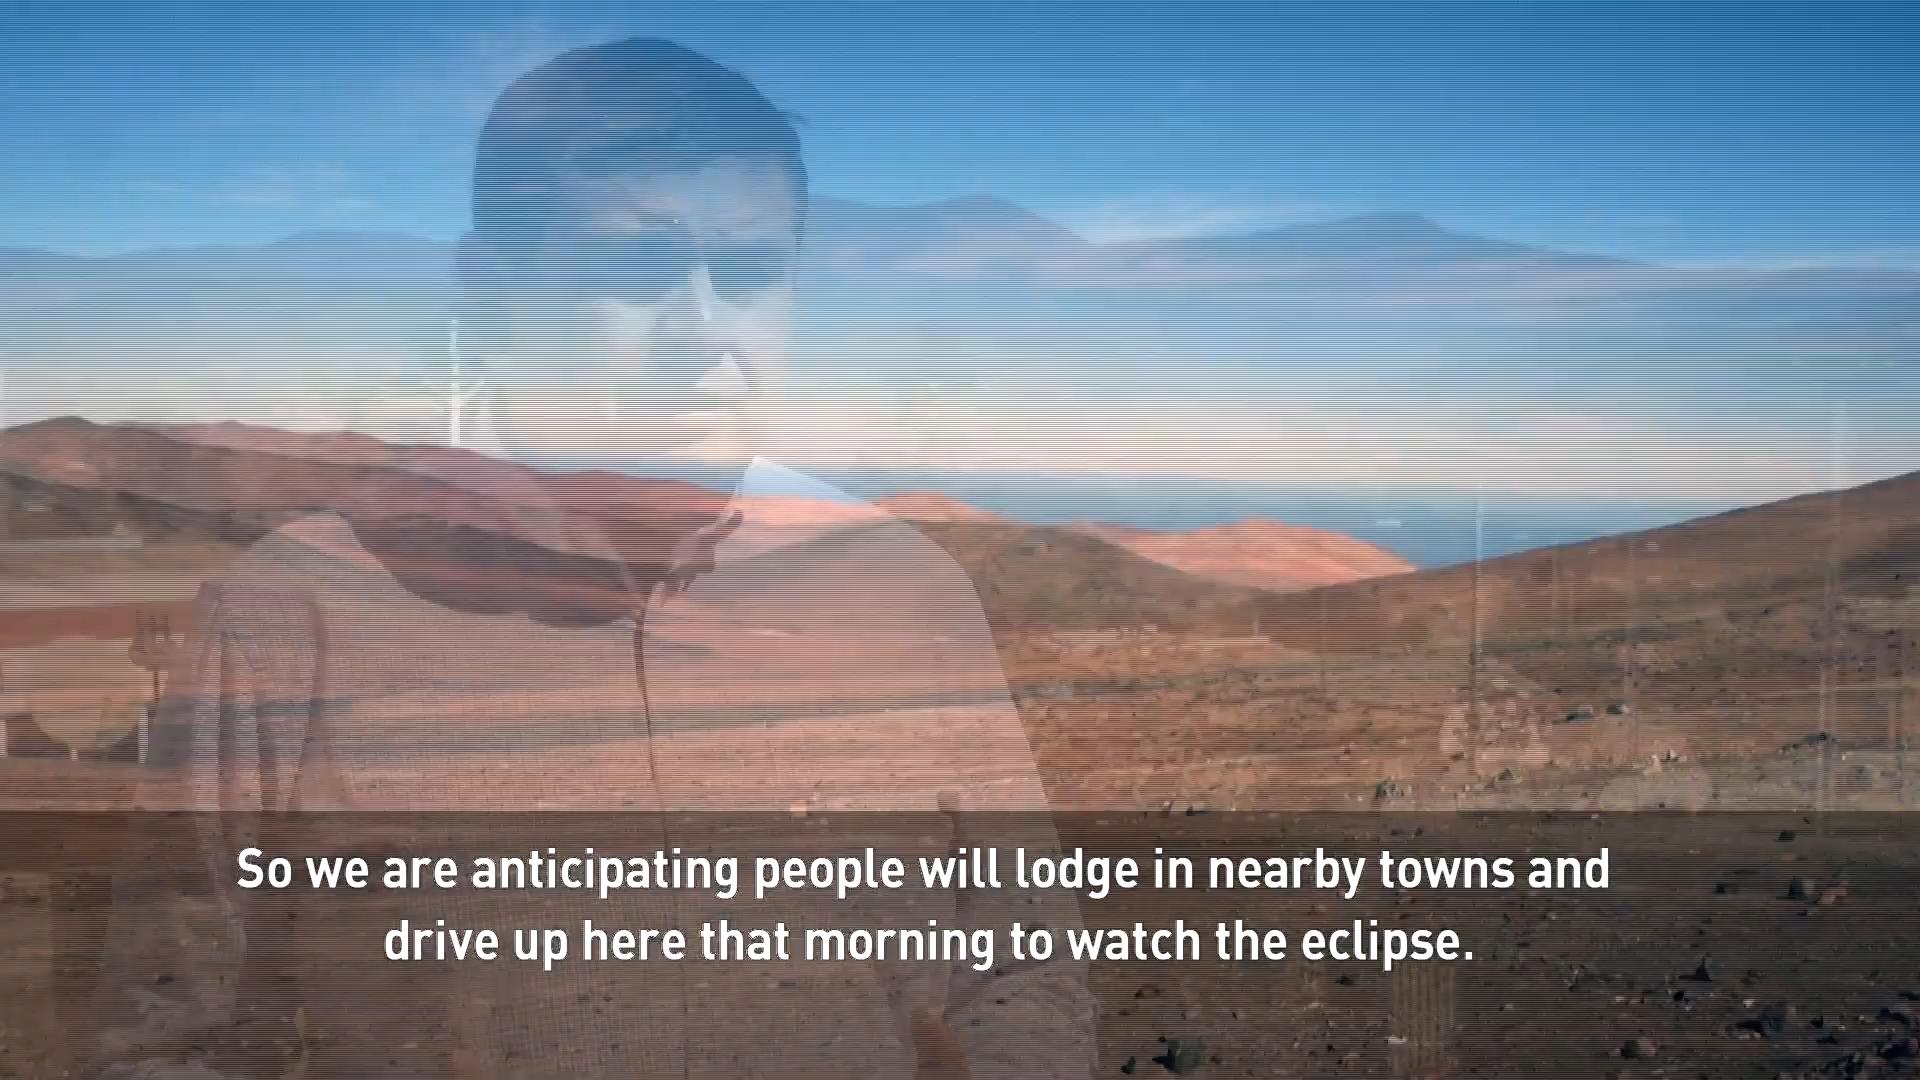 So we are anticipating people will lodge in nearby towns and
drive up here that morning to watch the eclipse.